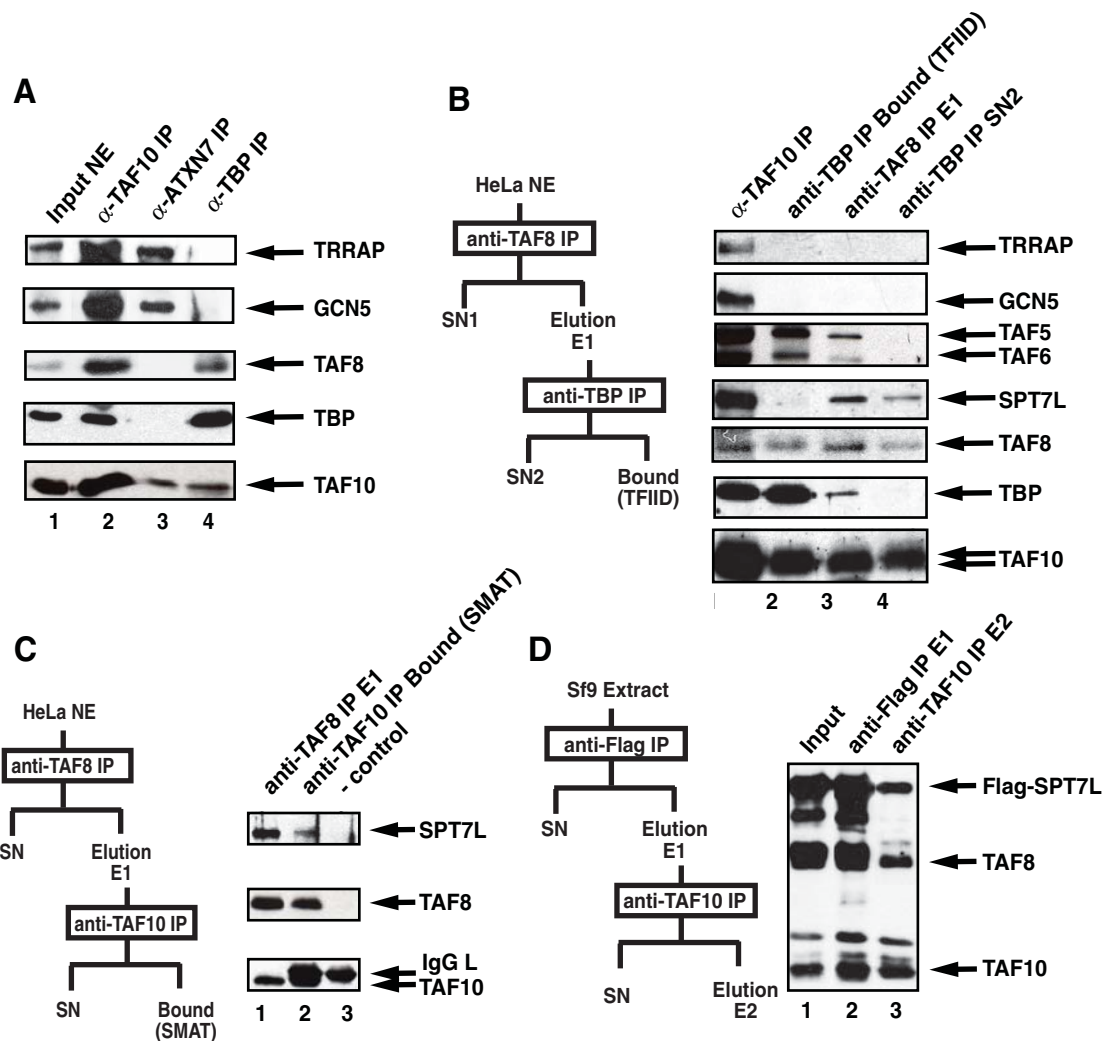 A
Input NE
α-TAF10 IP
α-ATXN7 IP
α-TBP IP
TRRAP
GCN5
TAF8
TBP
TAF10
1 2 3 4
B
HeLa NE
anti-TAF8 IP
SN1
Elution
E1
anti-TBP IP
SN2
Bound
(TFIID)
α-TAF10 IP
anti-TBP IP Bound (TFIID)
anti-TAF8 IP E1
anti-TBP IP SN2
TRRAP
GCN5
TAF5
TAF6
SPT7L
TAF8
TBP
TAF10
2 3 4
C
HeLa NE
anti-TAF8 IP
SN
Elution
E1
anti-TAF10 IP
SN
Bound
(SMAT)
anti-TAF8 IP E1
anti-TAF10 IP Bound (SMAT)
- control
SPT7L
TAF8
IgG L
TAF10
1 2 3
D
Sf9 Extract
anti-Flag IP
SN
Elution
E1
anti-TAF10 IP
SN
Elution
E2
Input
anti-Flag IP E1
anti-TAF10 IP E2
Flag-SPT7L
TAF8
TAF10
1 2 3